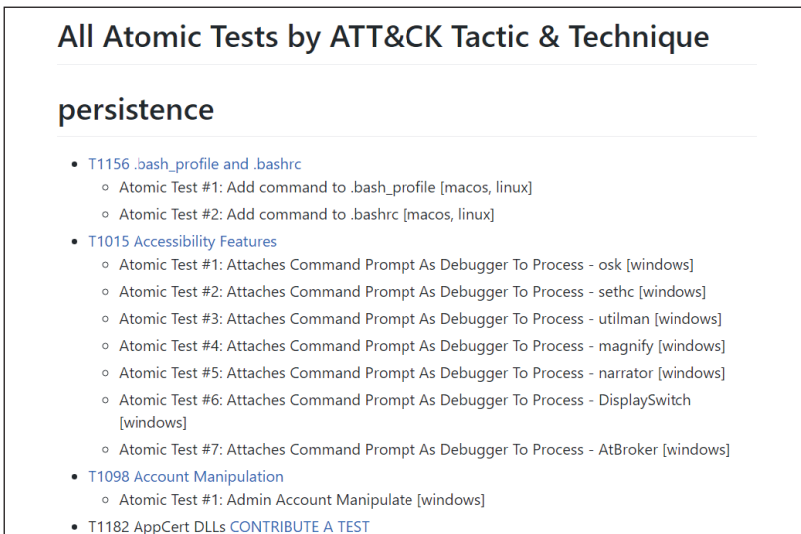 All Atomic Tests by ATT&CK Tactic & Technique
persistence
T1156 .bash_profile and .bashrc
Atomic Test #1: Add command to .bash_profile [macos, linux]
Atomic Test #2: Add command to .bashrc [macos, linux]
T1015 Accessibility Features
Atomic Test #1: Attaches Command Prompt As Debugger To Process - osk [windows]
Atomic Test #2: Attaches Command Prompt As Debugger To Process - sethc [windows]
Atomic Test #3: Attaches Command Prompt As Debugger To Process - utilman [windows]
Atomic Test #4: Attaches Command Prompt As Debugger To Process - magnify [windows]
Atomic Test #5: Attaches Command Prompt As Debugger To Process - narrator [windows]
Atomic Test #6: Attaches Command Prompt As Debugger To Process - DisplaySwitch
[windows]
Atomic Test #7: Attaches Command Prompt As Debugger To Process - AtBroker [windows]
T1098 Account Manipulation
Atomic Test #1: Admin Account Manipulate [windows]
T1182 AppCert DLLs CONTRIBUTE A TEST